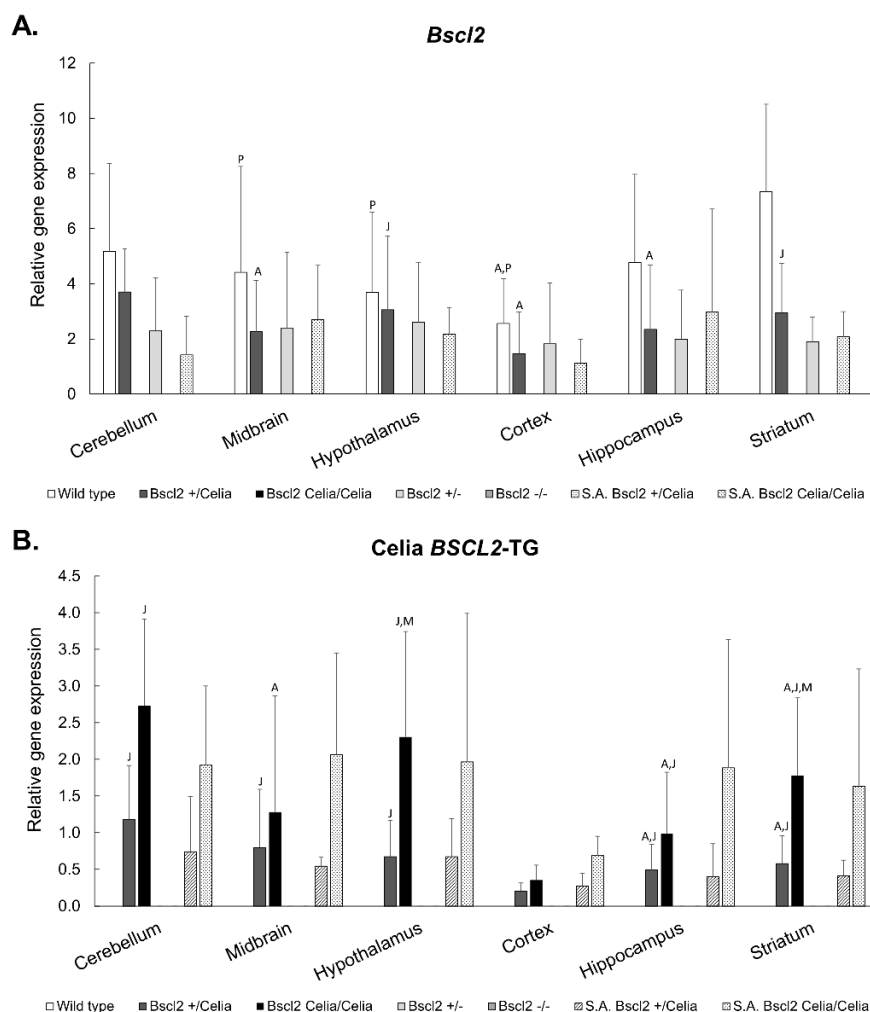 A.
Bscl2
12
10
8
6
4
2
0
Relative gene expression
P
A
P
J
A,P
A
A
J
Cerebellum
Midbrain
Hypothalamus
Cortex
Hippocampus
Striatum
Wild type Bscl2 +/Celia Bscl2 Celia/Celia Bscl2 +/- Bscl2 -/- S.A. Bscl2 +/Celia S.A. Bscl2 Celia/Celia
B.
Celia BSCL2-TG
4.5
4.0
3.5
3.0
2.5
2.0
1.5
1.0
0.5
0.0
Relative gene expression
J
J
J
A
J
J,M
A,J
A,J
A,J
A,J,M
Cerebellum
Midbrain
Hypothalamus
Cortex
Hippocampus
Striatum
Wild type Bscl2 +/Celia Bscl2 Celia/Celia Bscl2 +/- Bscl2 -/- S.A. Bscl2 +/Celia S.A. Bscl2 Celia/Celia